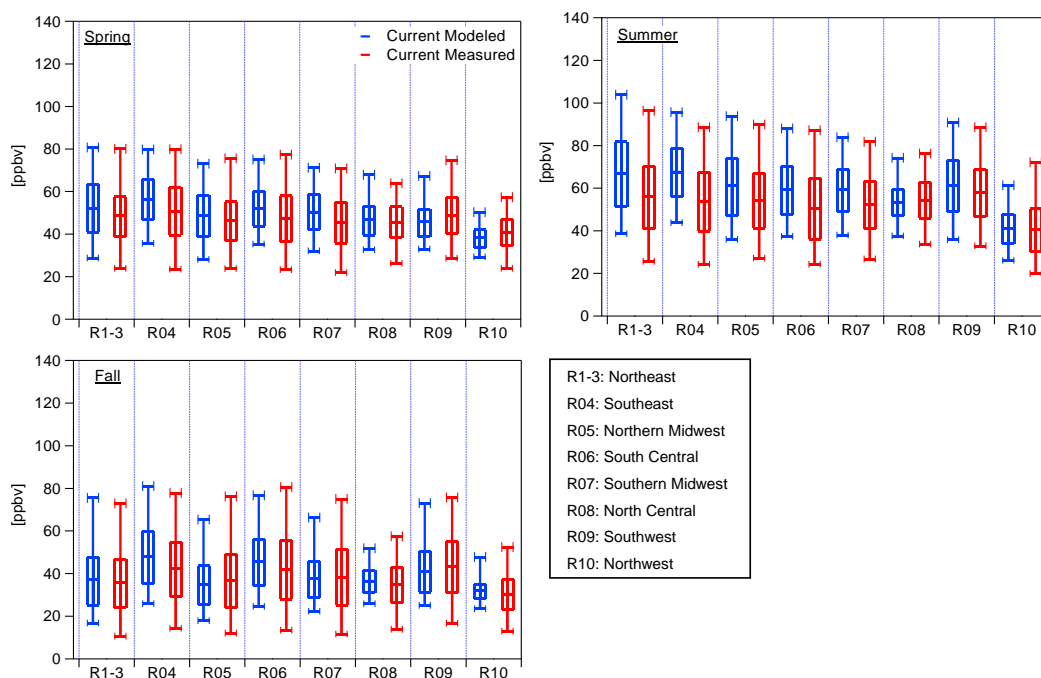 Spring
Current Modeled
Current Measured
[ppbv]
140
120
100
80
60
40
20
0
R1-3 R04 R05 R06 R07 R08 R09 R10
Summer
[ppbv]
140
120
100
80
60
40
20
0
R1-3 R04 R05 R06 R07 R08 R09 R10
Fall
[ppbv]
140
120
100
80
60
40
20
0
R1-3 R04 R05 R06 R07 R08 R09 R10
R1-3: Northeast
R04: Southeast
R05: Northern Midwest
R06: South Central
R07: Southern Midwest
R08: North Central
R09: Southwest
R10: Northwest